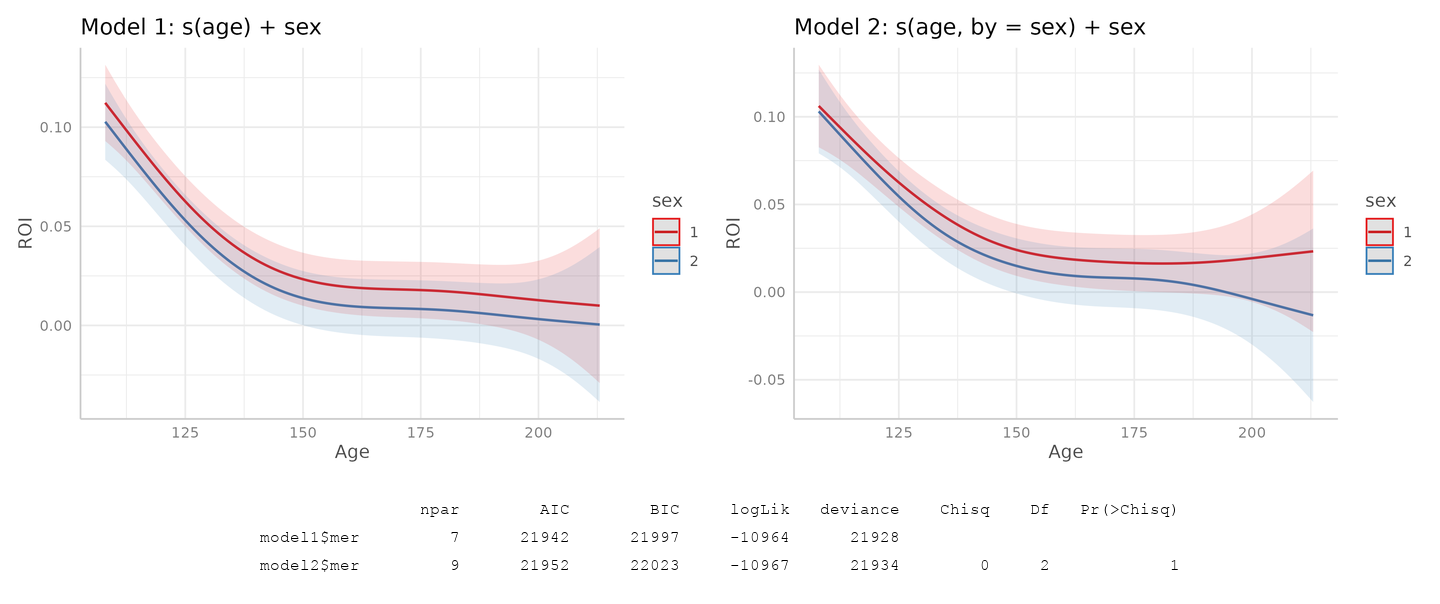 Model 1: s(age) + sex
0.10
0.05
0.00
ROI
125 150 175 200
Age
sex
1
2
Model 2: s(age, by = sex) + sex
0.10
0.05
0.00
-0.05
ROI
125 150 175 200
Age
sex
1
2
npar AIC BIC logLik deviance Chisq Df Pr(>Chisq)
model1$mer 7 21942 21997 -10964 21928
model2$mer 9 21952 22023 -10967 21934 0 2 1